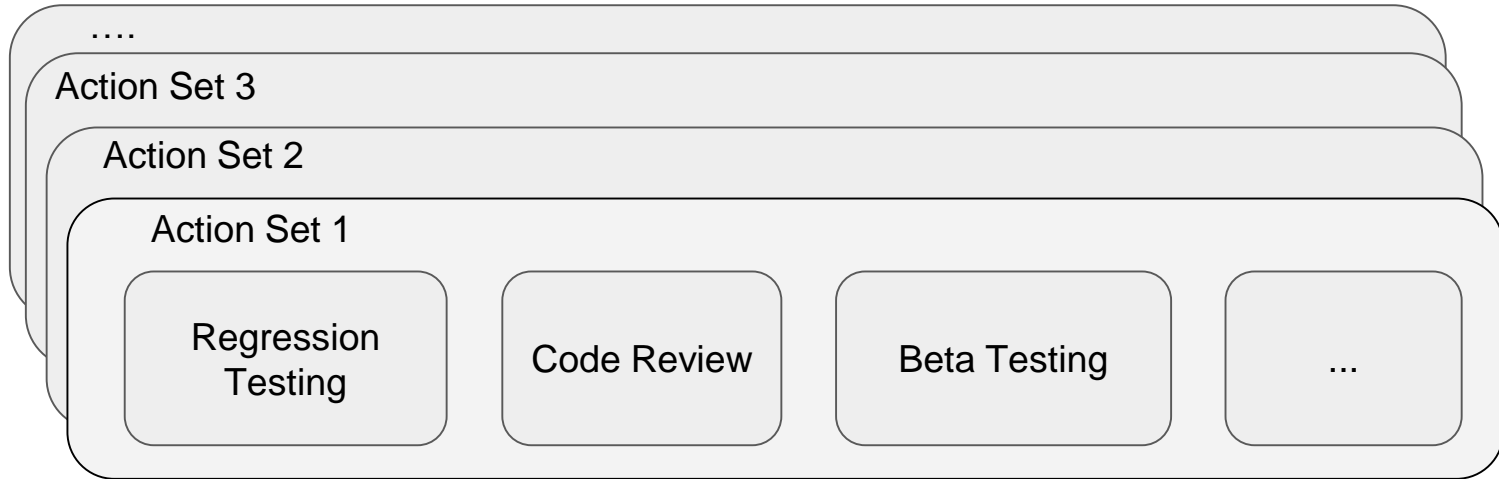 ....
Action Set 3
Action Set 2
Action Set 1
Regression
Testing
Code Review
Beta Testing
...